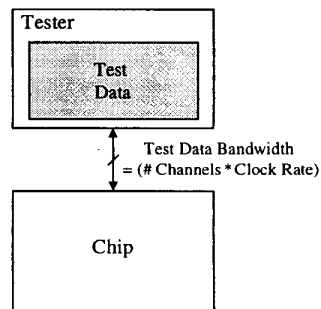 Tester
Test
Data
Test Data Bandwidth
= (# Channels * Clock Rate)
Chip